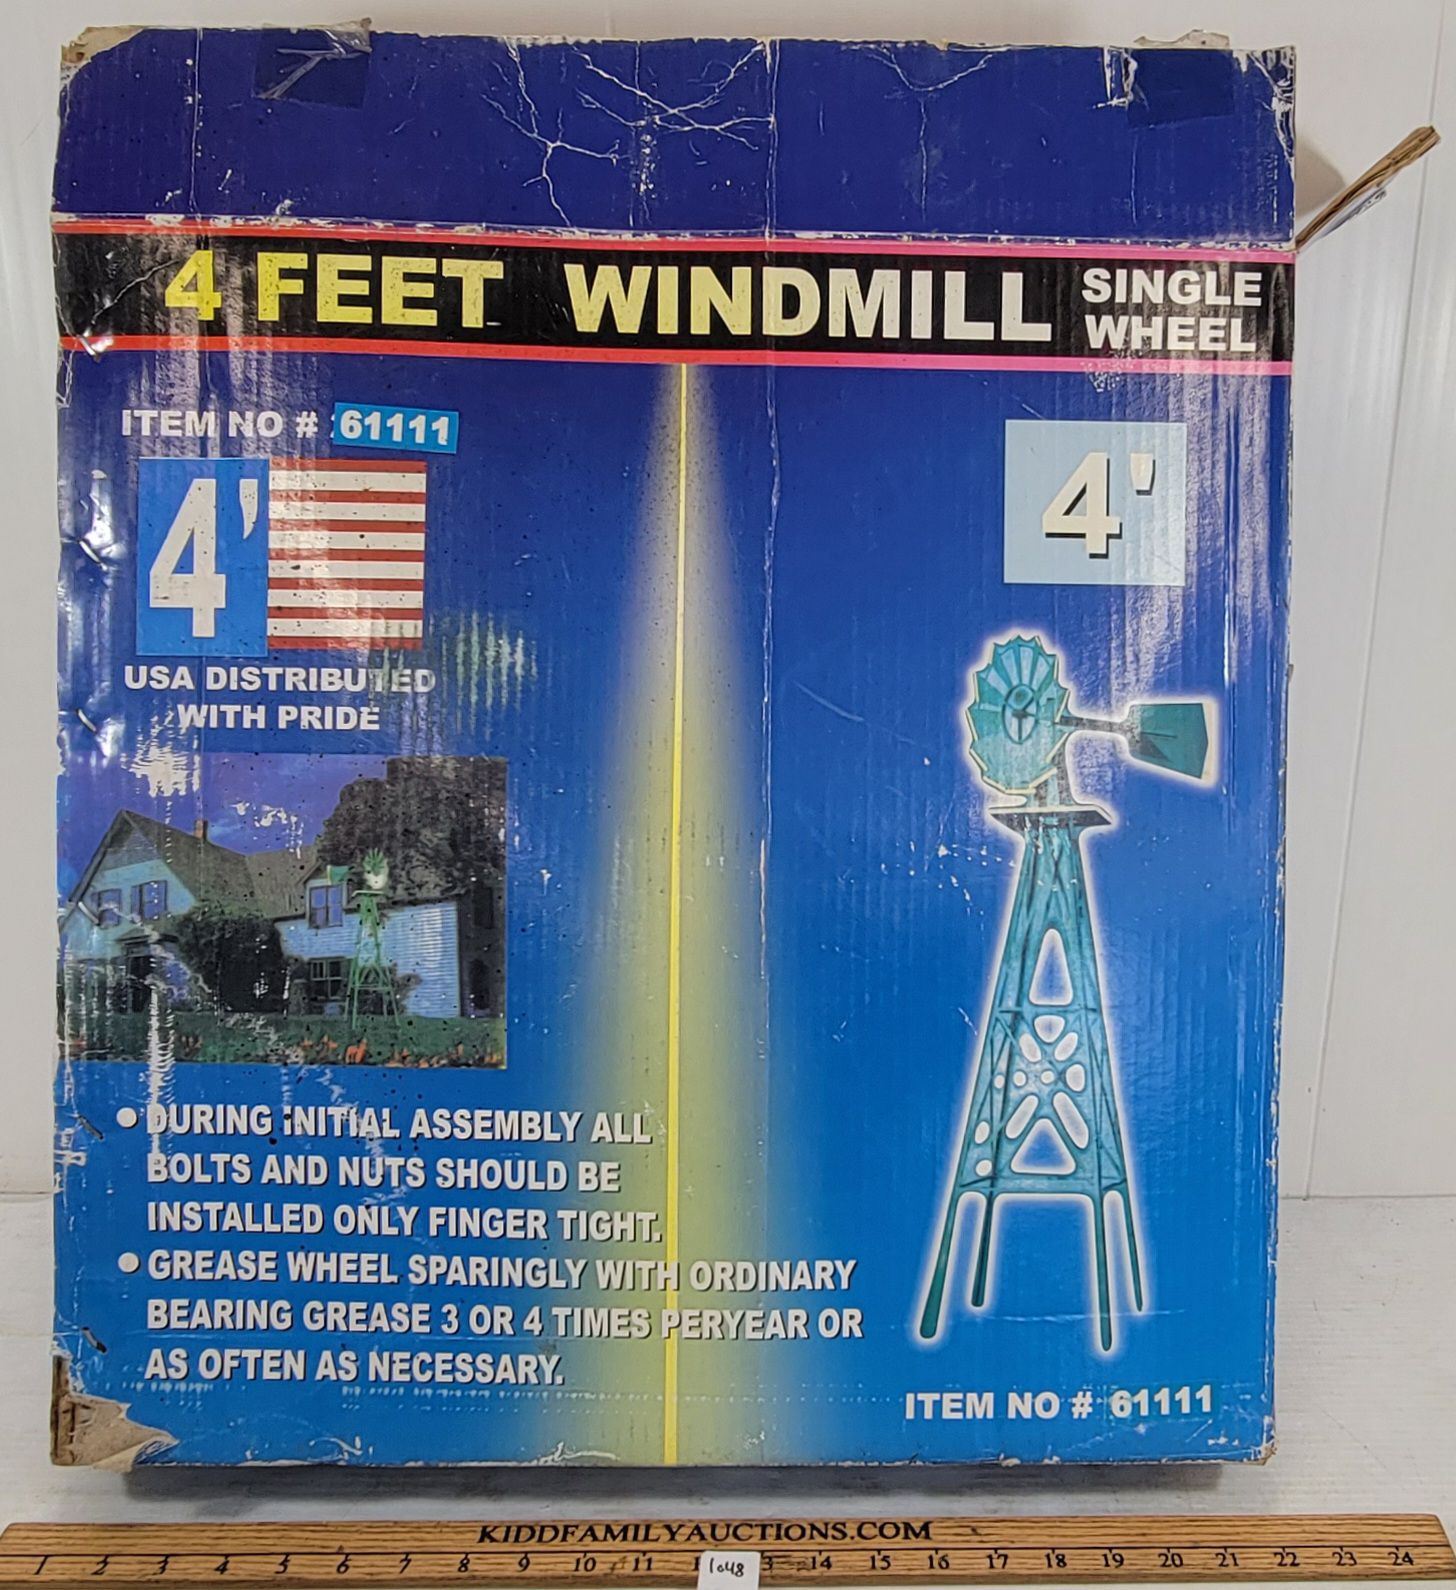 4 FEET WINDMILL SINGLE
WHEEL
ITEM NO # 61111
4'
4'
USA DISTRIBUTED
WITH PRIDE
• DURING INITIAL ASSEMBLY ALL
BOLTS AND NUTS SHOULD BE
INSTALLED ONLY FINGER TIGHT.
• GREASE WHEEL SPARINGLY WITH ORDINARY
BEARING GREASE 3 OR 4 TIMES PERYEAR OR
AS OFTEN AS NECESSARY.
ITEM NO # 61111
KIDDFAMILYAUCTIONS.COM
1 2 3 4 5 6 7 8 9 10 11 14 15 16 17 18 19 20 21 22 23 24
1048